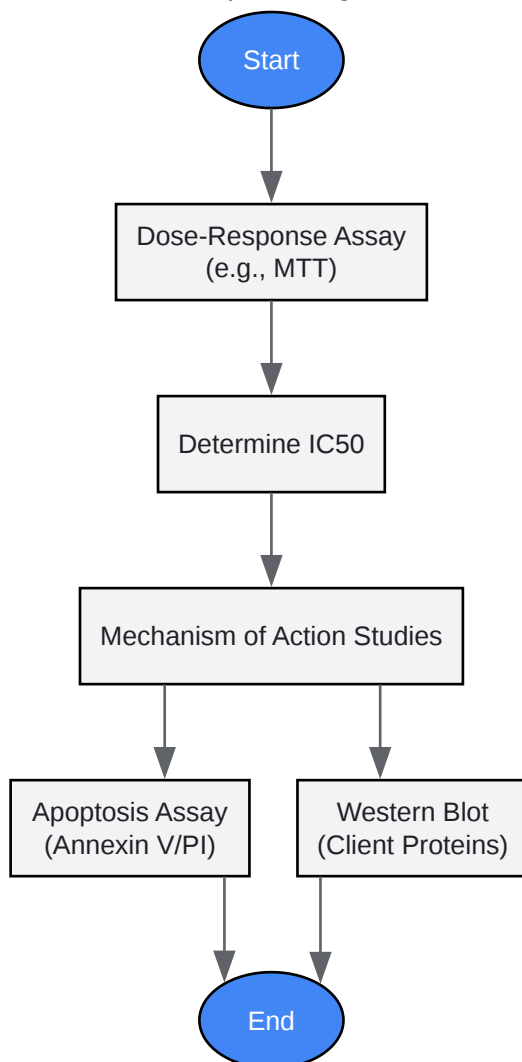 Start
Dose-Response Assay
(e.g., MTT)
Determine IC50
Mechanism of Action Studies
Apoptosis Assay
(Annexin V/PI)
Western Blot
(Client Proteins)
End